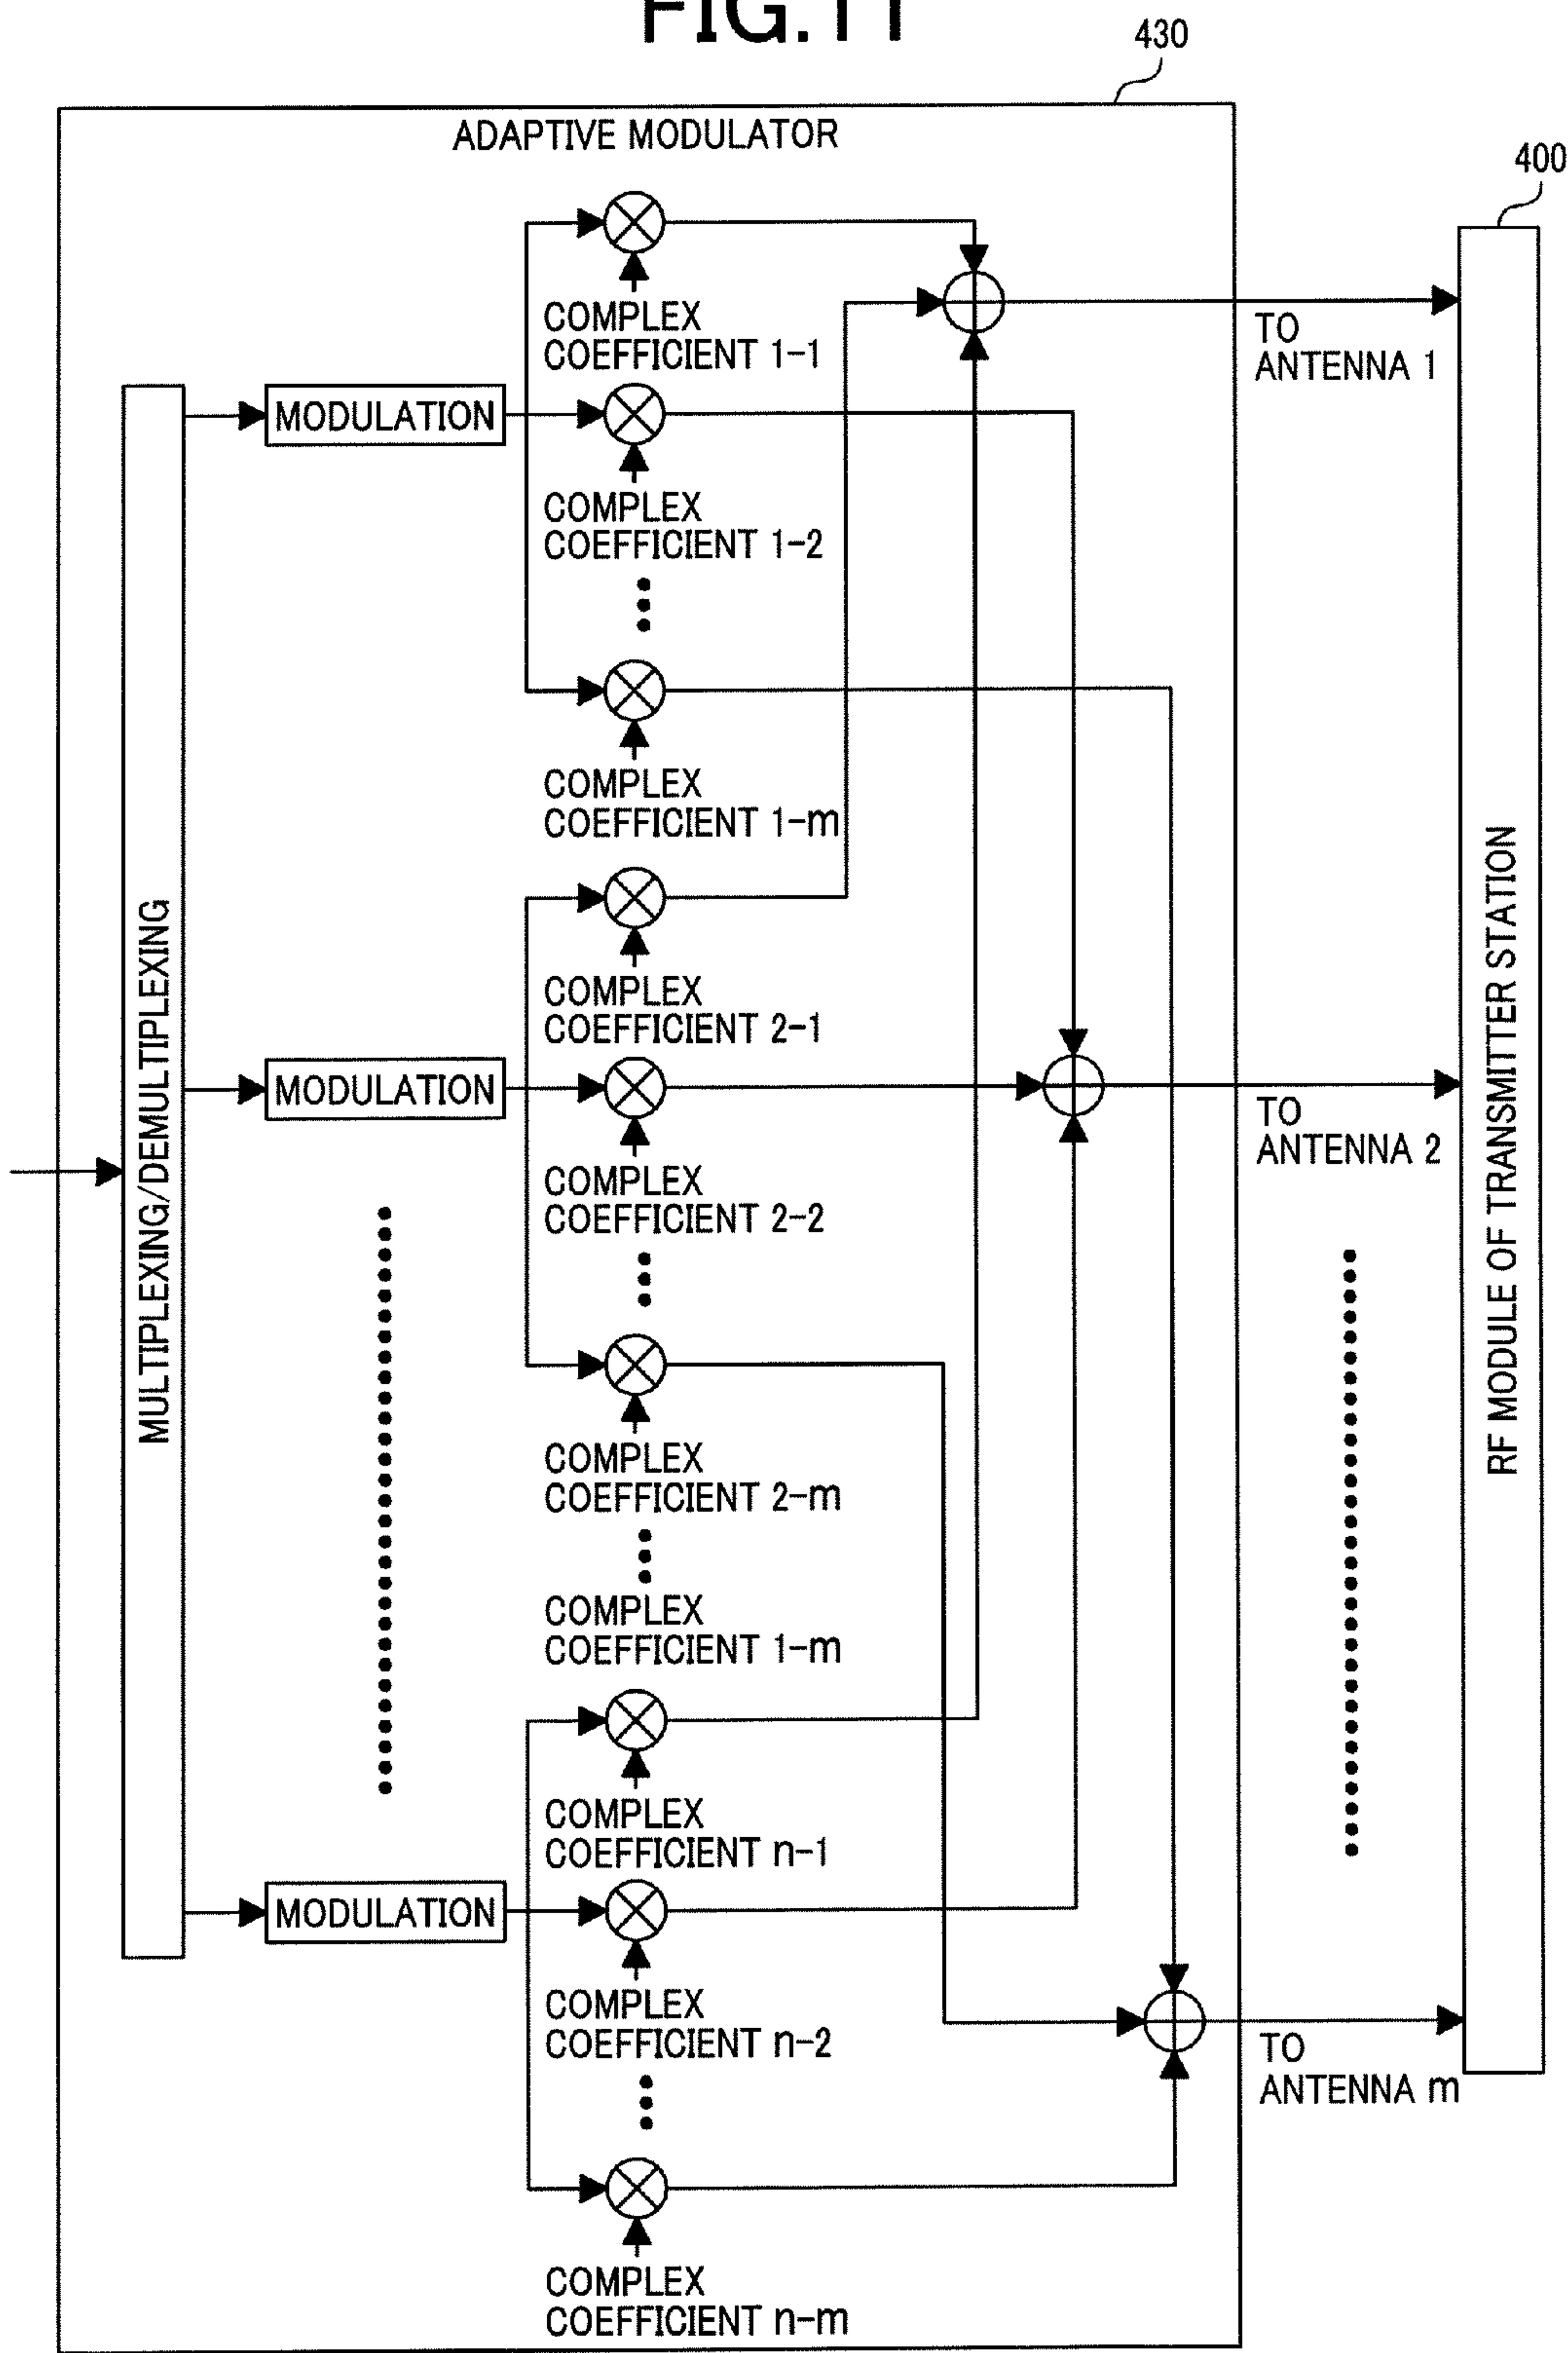 FIG.11
430
ADAPTIVE MODULATOR
400
COMPLEX
COEFFICIENT 1-1
TO
ANTENNA 1
MODULATION
COMPLEX
COEFFICIENT 1-2
COMPLEX
COEFFICIENT 1-m
MULTIPLEXING/DEMULTIPLEXING
RF MODULE OF TRANSMITTER STATION
COMPLEX
COEFFICIENT 2-1
MODULATION
TO
ANTENNA 2
COMPLEX
COEFFICIENT 2-2
COMPLEX
COEFFICIENT 2-m
COMPLEX
COEFFICIENT 1-m
COMPLEX
COEFFICIENT n-1
MODULATION
COMPLEX
COEFFICIENT n-2
TO
ANTENNA m
COMPLEX
COEFFICIENT n-m